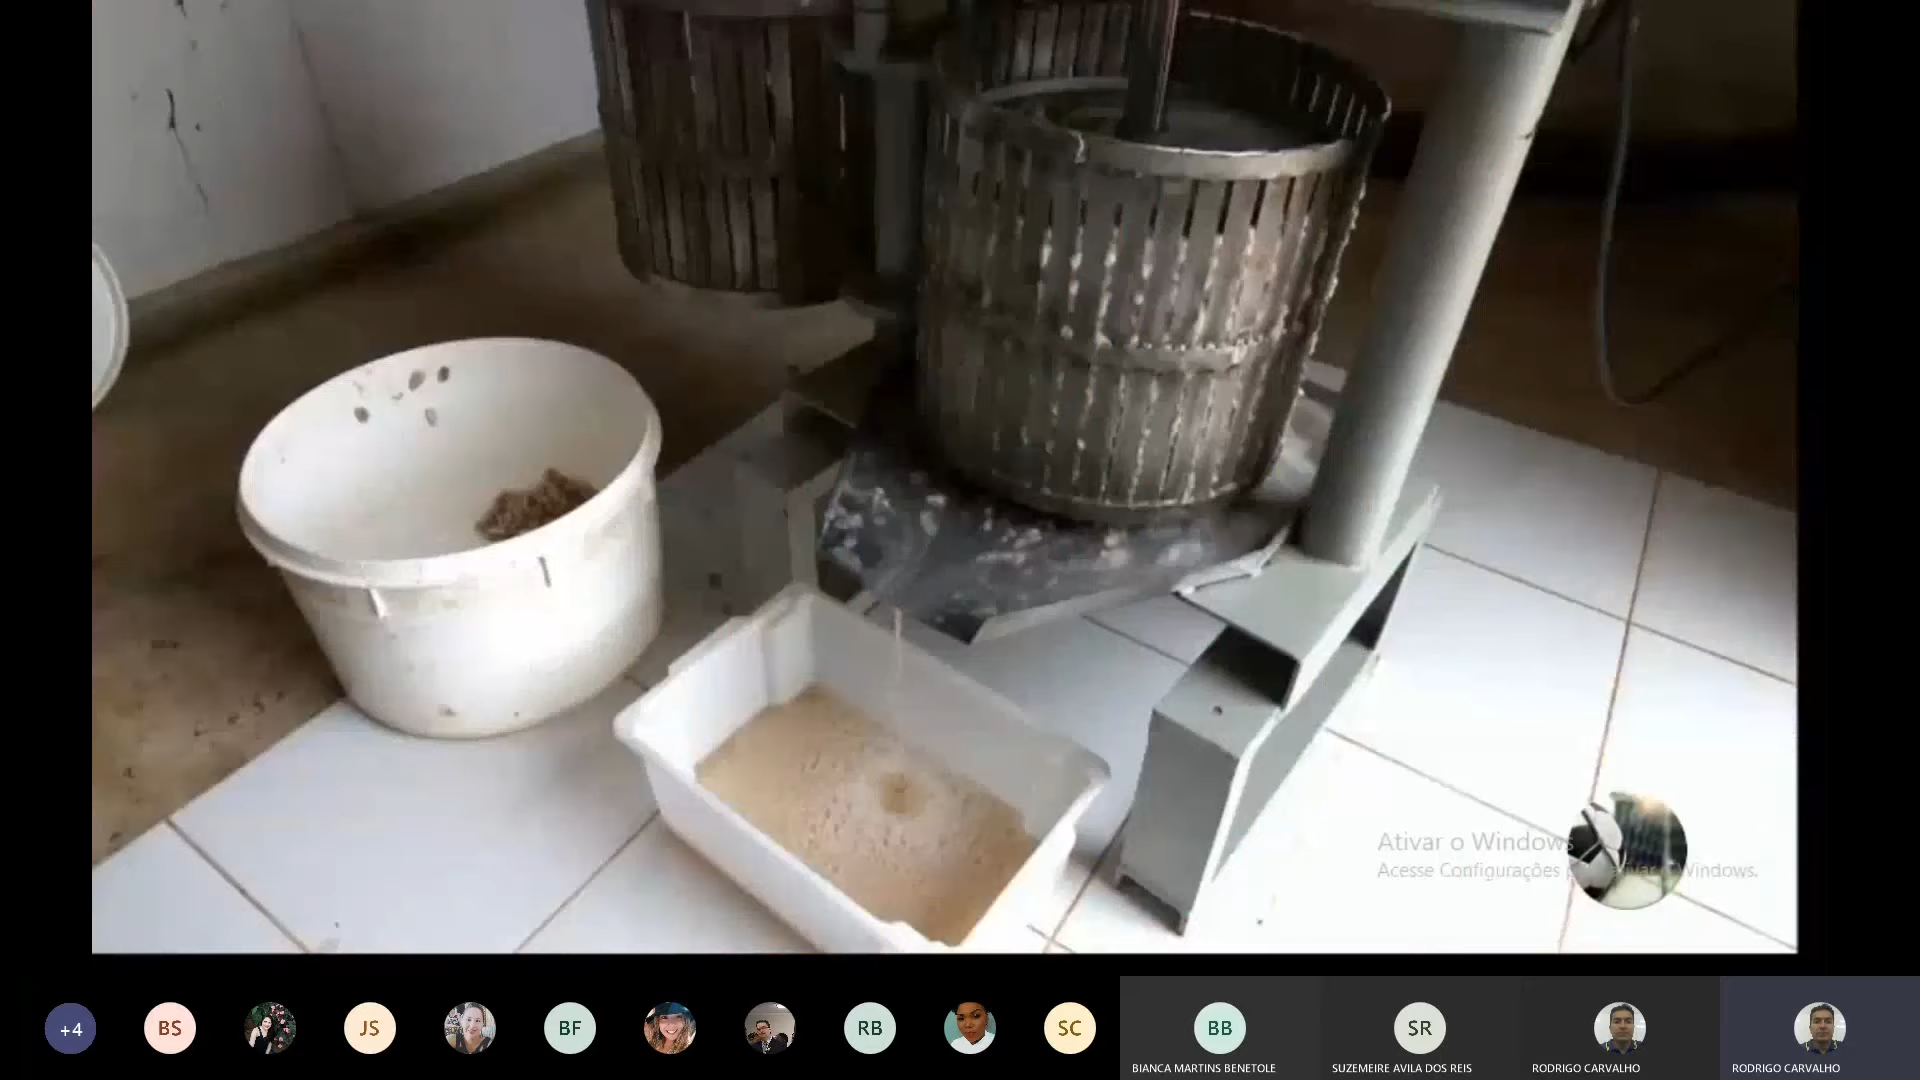 Ativar o Windows
Acesse Configurações Windows.
+4
BS
JS
BF
RB
SC
BB
SR
BIANCA MARTINS BENETOLE
SUZEMEIRE AVILA DOS REIS
RODRIGO CARVALHO
RODRIGO CARVALHO